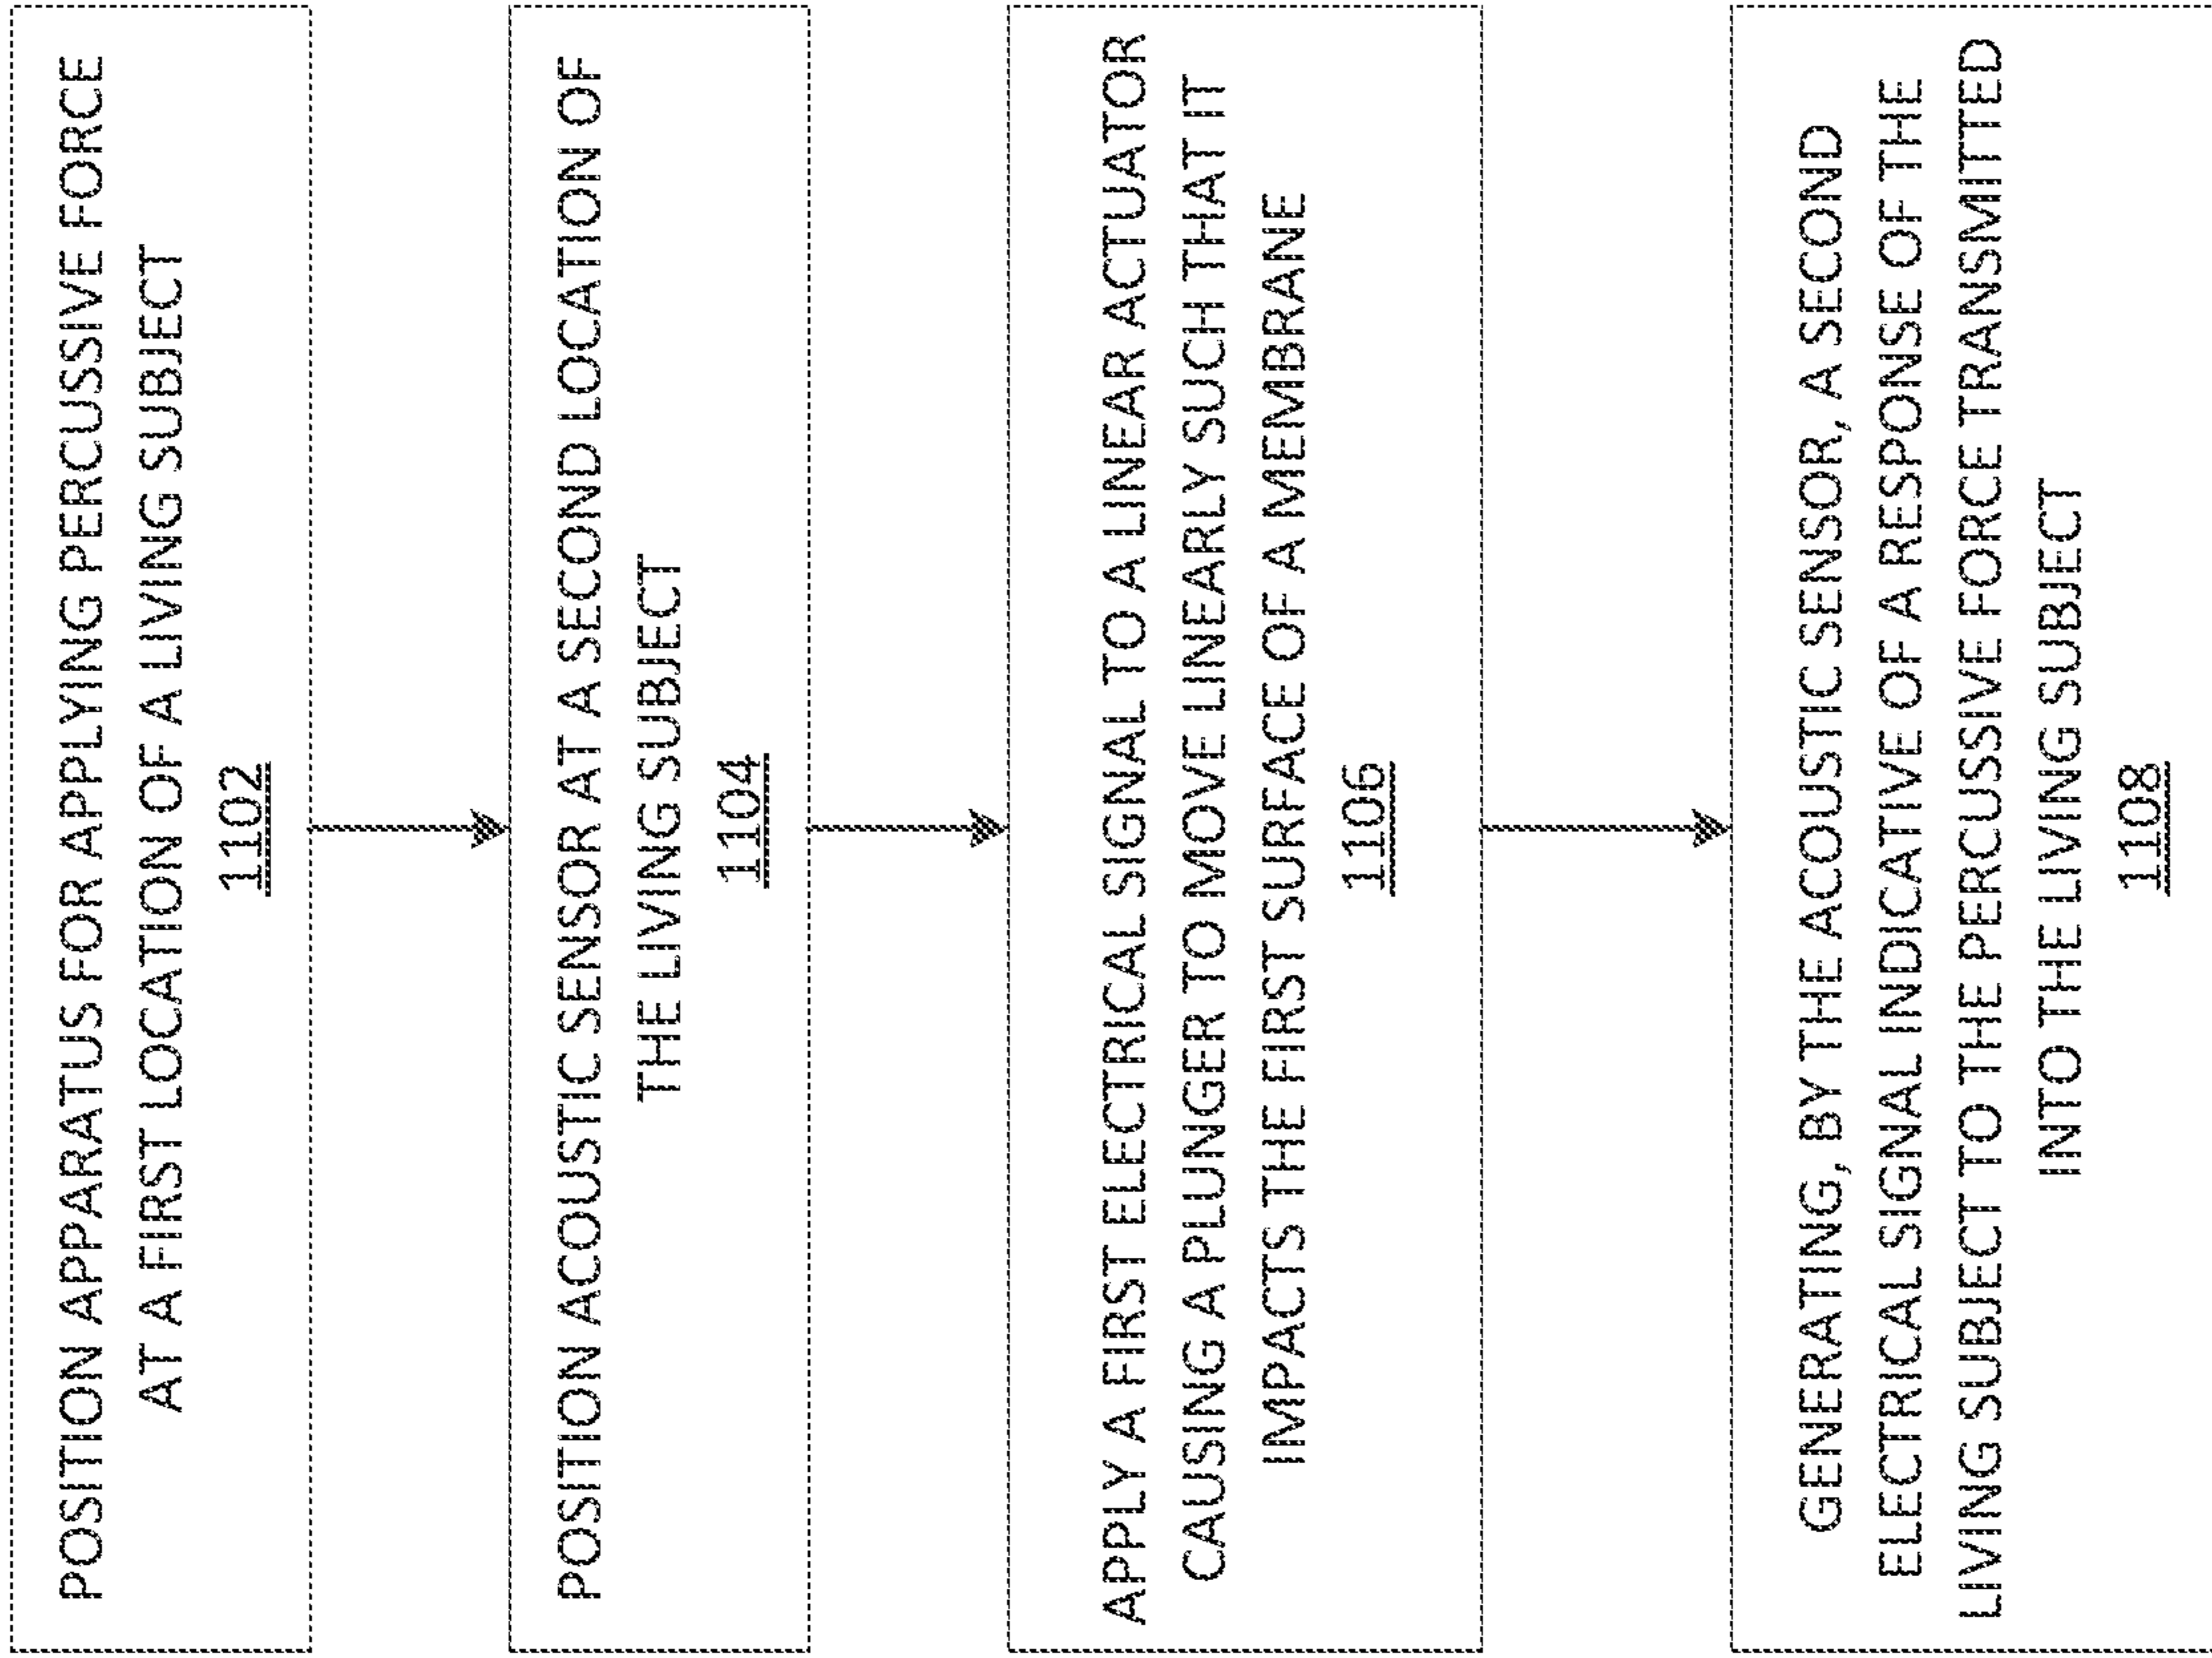 POSITION APPARATUS FOR APPLYING PERCUSSIVE FORCE
AT A FIRST LOCATION OF A LIVING SUBJECT
1102
POSITION ACOUSTIC SENSOR AT A SECOND LOCATION OF
THE LIVING SUBJECT
1104
APPLY A FIRST ELECTRICAL SIGNAL TO A LINEAR ACTUATOR
CAUSING A PLUNGER TO MOVE LINEARLY SUCH THAT IT
IMPACTS THE FIRST SURFACE OF A MEMBRANE
1106
GENERATING, BY THE ACOUSTIC SENSOR, A SECOND
ELECTRICAL SIGNAL INDICATIVE OF A RESPONSE OF THE
LIVING SUBJECT TO THE PERCUSSIVE FORCE TRANSMITTED
INTO THE LIVING SUBJECT
1108